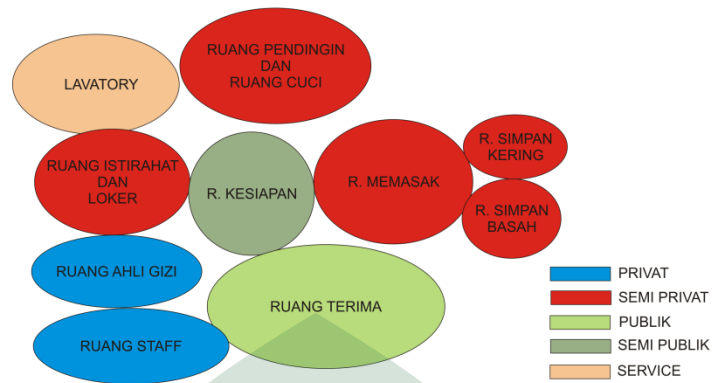 RUANG PENDINGIN
DAN
RUANG CUCI
LAVATORY
RUANG ISTIRAHAT
DAN
LOKER
R. KESIAPAN
R. MEMASAK
R. SIMPAN
KERING
R. SIMPAN
BASAH
RUANG AHLI GIZI
RUANG TERIMA
RUANG STAFF
PRIVAT
SEMI PRIVAT
PUBLIK
SEMI PUBLIK
SERVICE